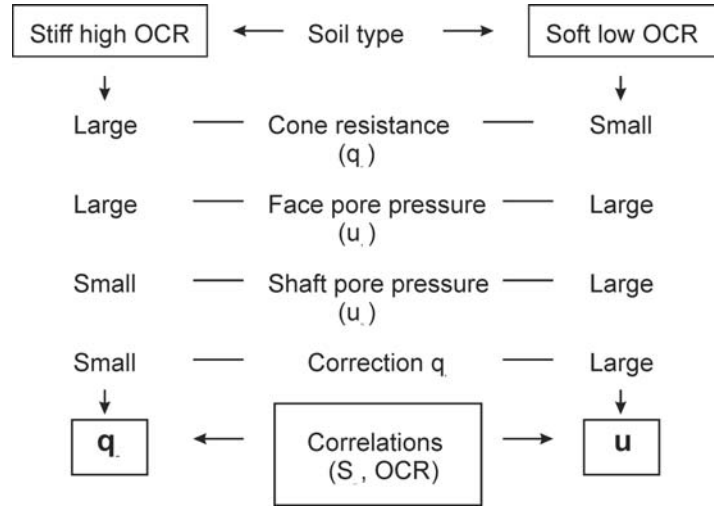 Stiff high OCR Soil type Soft low OCR
Large Cone resistance Small
(q)
Large Face pore pressure Large
(u)
Small Shaft pore pressure Large
(u)
Small Correction q Large
q Correlations u
(S , OCR)